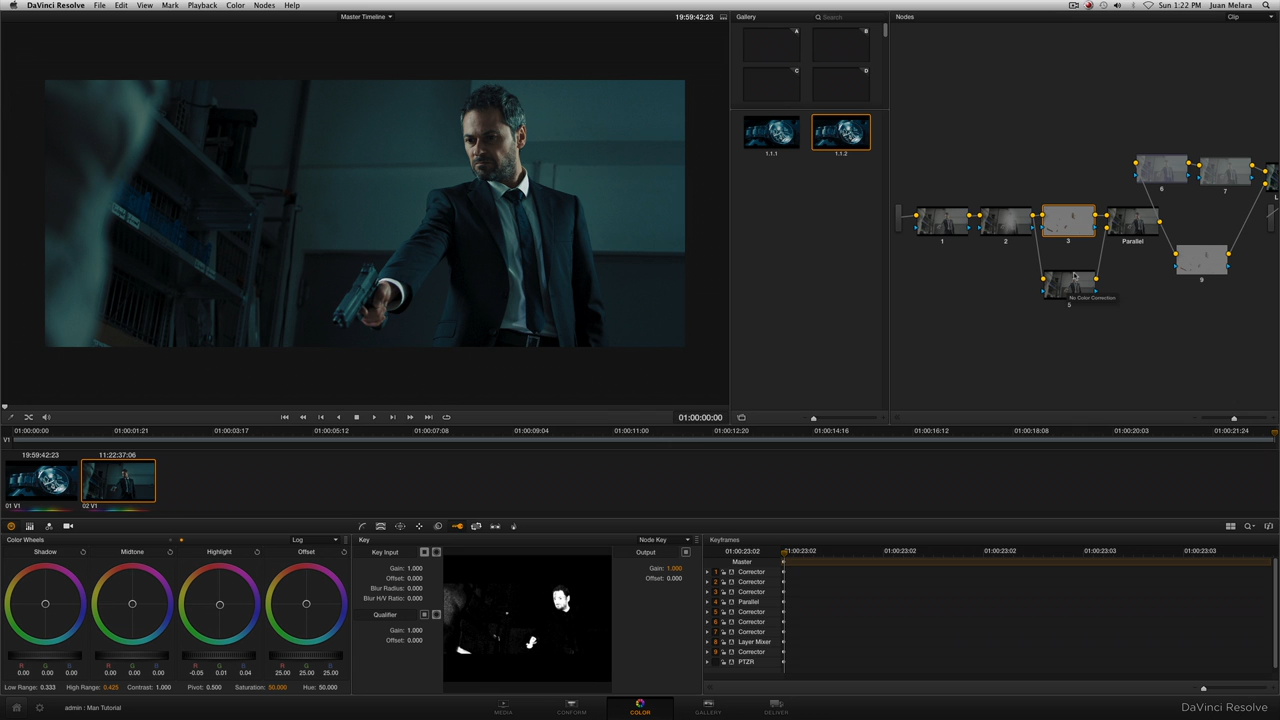 DaVinci Resolve File Edit View Mark Playback Color Nodes Help Sun 1:22 PM Juan Melara
Master Timeline 19:59:42:23 Gallery Search Nodes Clip
A B
C D
1.1.1 1.1.2
6 7
1 2 3 Parallel
9
No Color Correction
5
01:00:00:00
01:00:00:00 01:00:01:21 01:00:03:17 01:00:05:12 01:00:07:08 01:00:09:04 01:00:11:00 01:00:12:20 01:00:14:16 01:00:16:12 01:00:18:08 01:00:20:03 01:00:21:24
V1
19:59:42:23 11:22:37:06
01 V1 02 V1
Color Wheels Log Key Node Key Keyframes
Shadow Midtone Highlight Offset Key Input Output 01:00:23:02 01:00:23:02 01:00:23:02 01:00:23:02 01:00:23:03 01:00:23:03
Master
Gain: 1.000 Gain: 1.000
Offset: 0.000 Offset: 0.000
Blur Radius: 0.000
Blur H/V Ratio: 0.000
Qualifier
Gain: 1.000
Offset: 0.000
1 Corrector
2 Corrector
3 Corrector
4 Parallel
5 Corrector
6 Corrector
7 Corrector
8 Layer Mixer
9 Corrector
PTZR
R G B R G B R G B R G B
0.00 0.00 0.00 0.00 0.00 0.00 -0.05 0.01 0.04 25.00 25.00 25.00
Low Range: 0.333 High Range: 0.425 Contrast: 1.000 Pivot: 0.500 Saturation: 50.000 Hue: 50.000
admin : Man Tutorial MEDIA CONFORM COLOR GALLERY DELIVER DaVinci Resolve